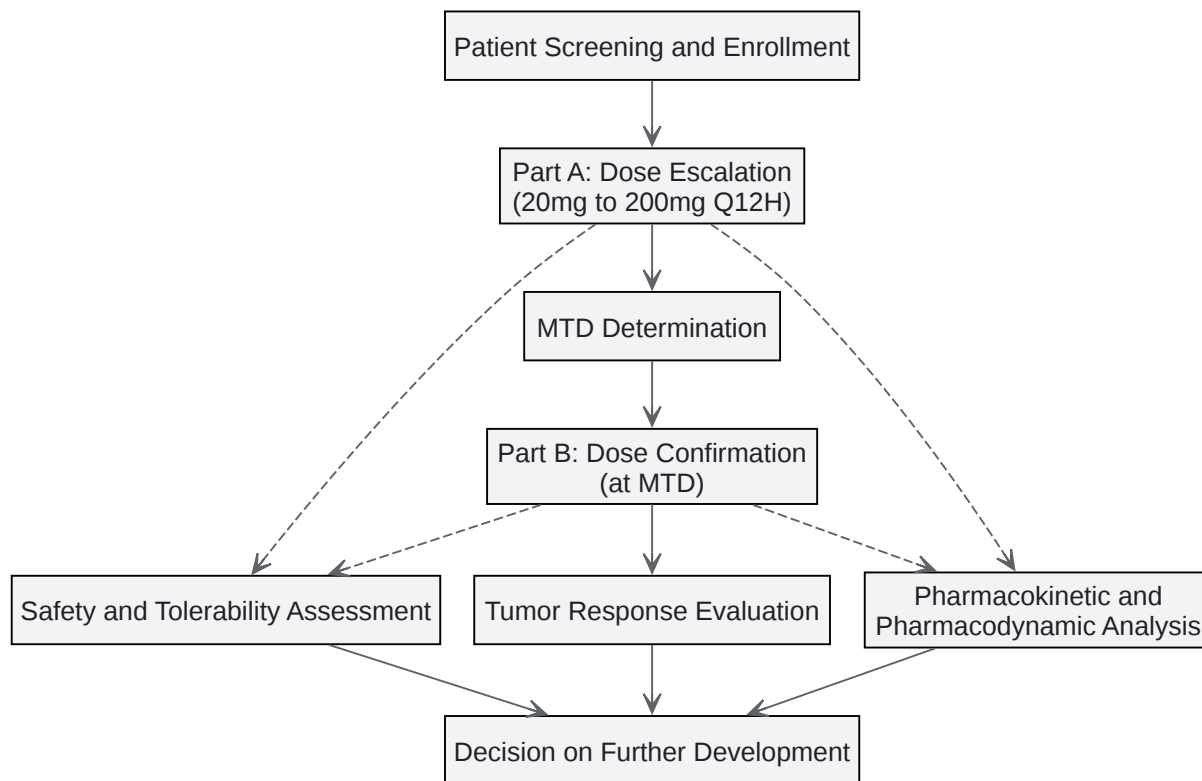 Patient Screening and Enrollment
Part A: Dose Escalation
(20mg to 200mg Q12H)
MTD Determination
Part B: Dose Confirmation
(at MTD)
Safety and Tolerability Assessment
Tumor Response Evaluation
Pharmacokinetic and
Pharmacodynamic Analysis
Decision on Further Development